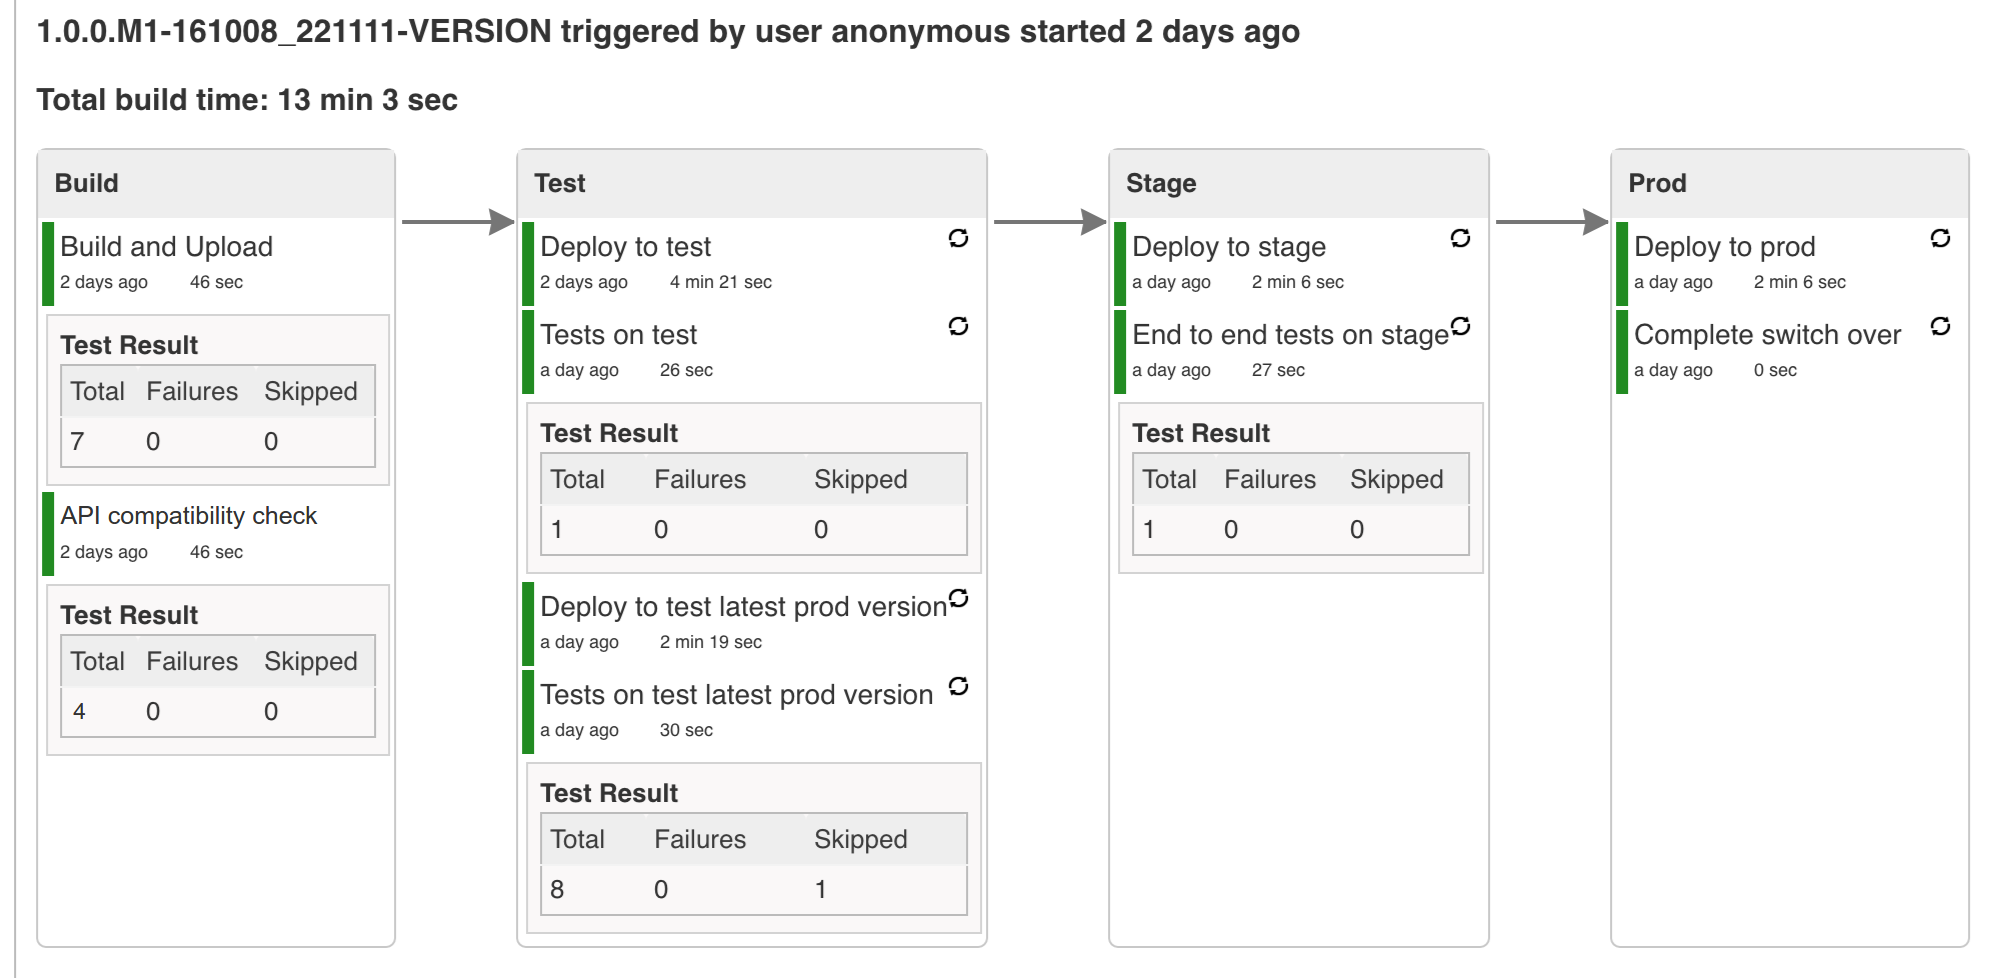 1.0.0.M1-161008_221111-VERSION triggered by user anonymous started 2 days ago
Total build time: 13 min 3 sec
Build
Build and Upload
2 days ago 46 sec
Test Result
Total Failures Skipped
7 0 0
API compatibility check
2 days ago 46 sec
Test Result
Total Failures Skipped
4 0 0
Test
Deploy to test
2 days ago 4 min 21 sec
Tests on test
a day ago 26 sec
Test Result
Total Failures Skipped
1 0 0
Deploy to test latest prod version
a day ago 2 min 19 sec
Tests on test latest prod version
a day ago 30 sec
Test Result
Total Failures Skipped
8 0 1
Stage
Deploy to stage
a day ago 2 min 6 sec
End to end tests on stage
a day ago 27 sec
Test Result
Total Failures Skipped
1 0 0
Prod
Deploy to prod
a day ago 2 min 6 sec
Complete switch over
a day ago 0 sec